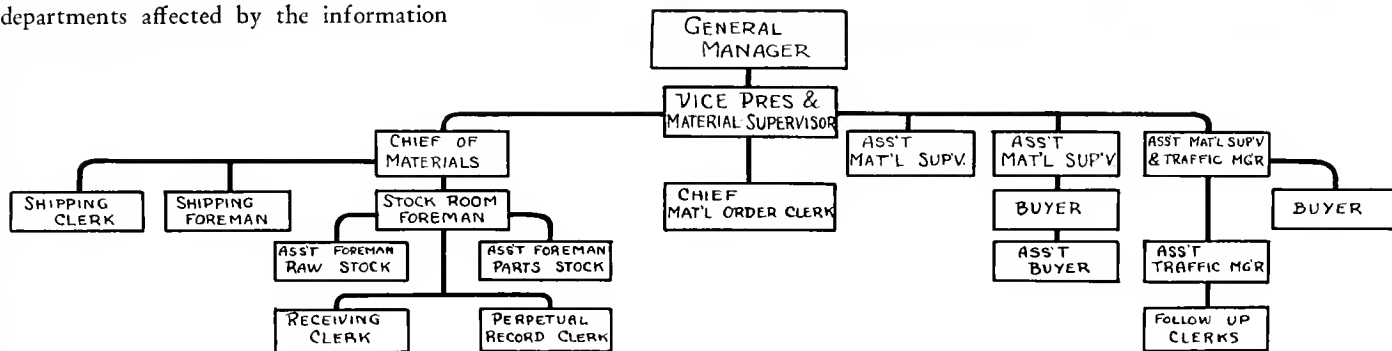 departments affected by the information
GENERAL
MANAGER
VICE PRES &
MATERIAL SUPERVISOR
CHIEF OF
MATERIALS
ASS'T
MAT'L SUP'V.
ASS'T
MAT'L SUP'V
ASS'T MAT'L SUP'V
& TRAFFIC MG'R
SHIPPING
CLERK
SHIPPING
FOREMAN
STOCK ROOM
FOREMAN
CHIEF
MAT'L ORDER CLERK
BUYER
BUYER
ASS'T FOREMAN
RAW STOCK
ASS'T FOREMAN
PARTS STOCK
ASS'T
BUYER
ASS'T
TRAFFIC MG'R
RECEIVING
CLERK
PERPETUAL
RECORD CLERK
FOLLOW UP
CLERKS